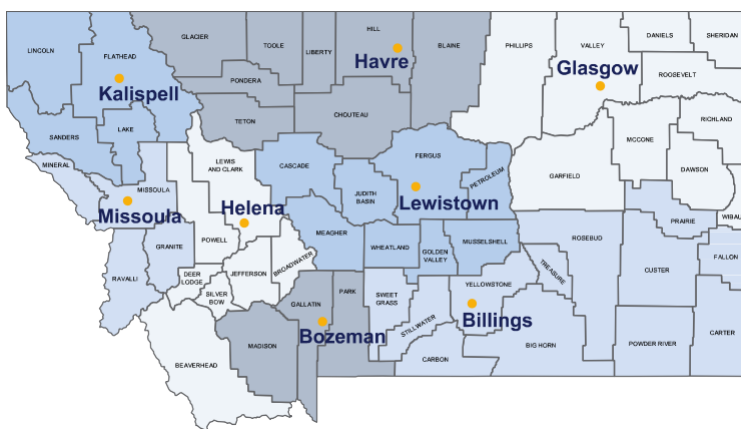 LINCOLN
FLATHEAD
GLACIER
TOOLE
LIBERTY
HILL
BLAINE
PHILLIPS
VALLEY
DANIELS
SHERIDAN
Havre
Glasgow
ROOSEVELT
Kalispell
PONDERA
CHOUTEAU
TETON
RICHLAND
SANDERS
LAKE
MCCONE
MINERAL
MISSOULA
LEWIS
AND CLARK
CASCADE
FERGUS
PETROLEUM
GARFIELD
DAWSON
JUDITH
BASIN
Missoula
Helena
Lewistown
PRAIRIE
WIBAU
GRANITE
POWELL
MEAGHER
WHEATLAND
GOLDEN
VALLEY
MUSSELSHELL
ROSEBUD
FALLON
RAVALLI
DEER
LODGE
JEFFERSON
BROADWATER
TREASURE
CUSTER
SILVER
BOW
GALLATIN
PARK
SWEET
GRASS
YELLOWSTONE
Bozeman
STILLWATER
Billings
CARTER
MADISON
BIG HORN
POWDER RIVER
CARBON
BEAVERHEAD